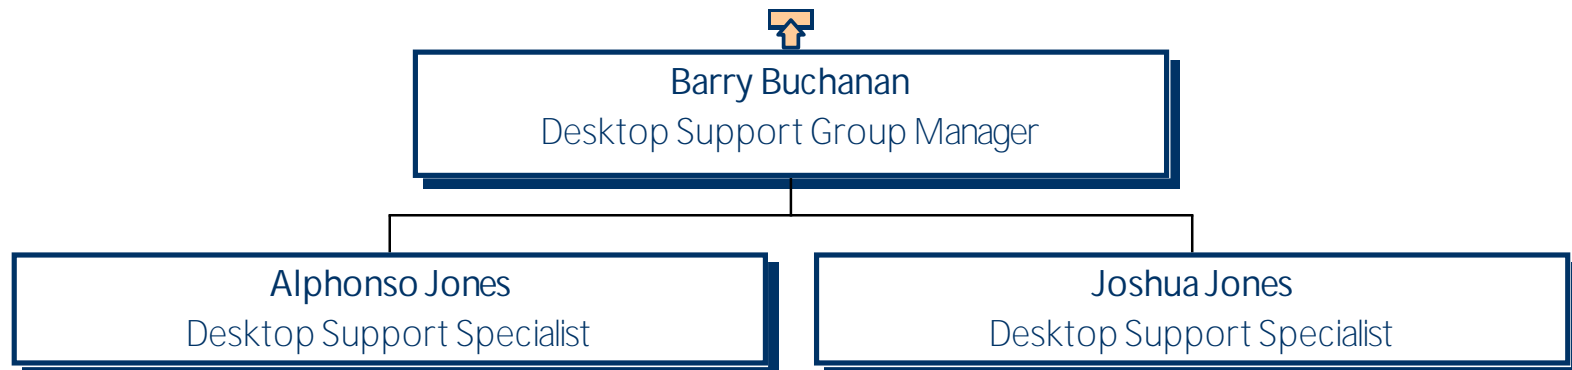 Barry Buchanan
Desktop Support Group Manager
Alphonso Jones
Desktop Support Specialist
Joshua Jones
Desktop Support Specialist